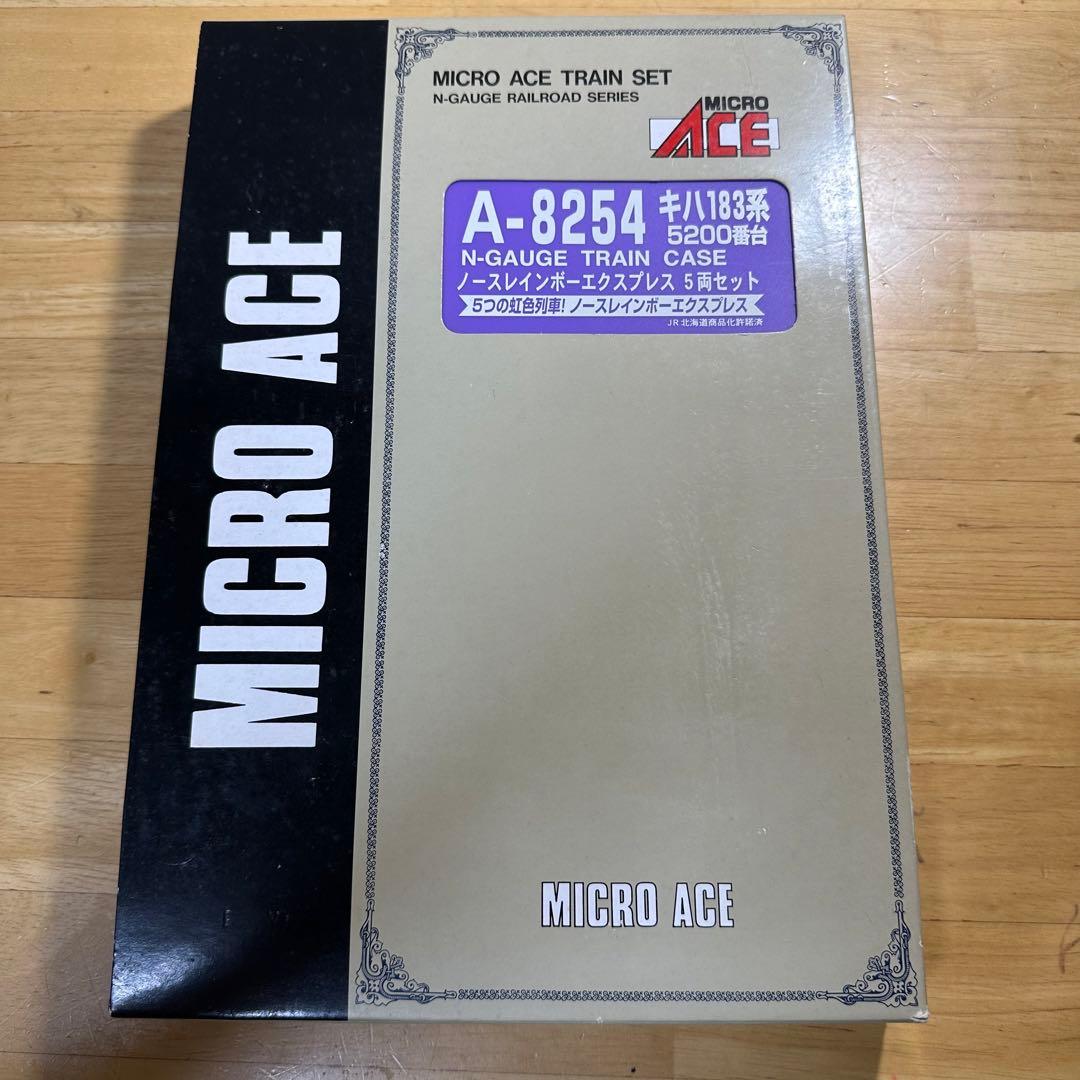 MICRO ACE
MICRO ACE TRAIN SET
N-GAUGE RAILROAD SERIES
MICRO
ACE
A-8254 キハ183系
5200番台
N-GAUGE TRAIN CASE
ノースレインボーエクスプレス 5両セット
5つの虹色列車! ノースレインボーエクスプレス
JR北海道商品化許諾済
MICRO ACE